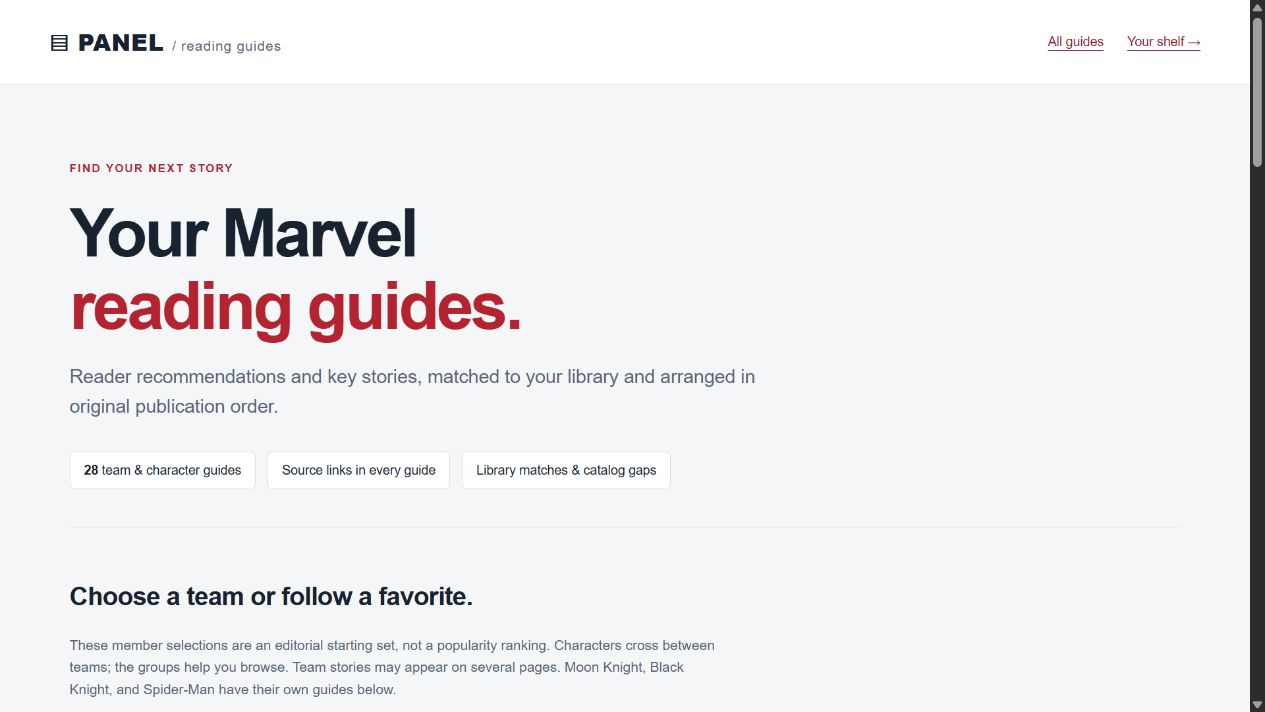 PANEL / reading guides
All guides
Your shelf →
FIND YOUR NEXT STORY
Your Marvel
reading guides.
Reader recommendations and key stories, matched to your library and arranged in
original publication order.
28 team & character guides
Source links in every guide
Library matches & catalog gaps
Choose a team or follow a favorite.
These member selections are an editorial starting set, not a popularity ranking. Characters cross between
teams; the groups help you browse. Team stories may appear on several pages. Moon Knight, Black
Knight, and Spider-Man have their own guides below.